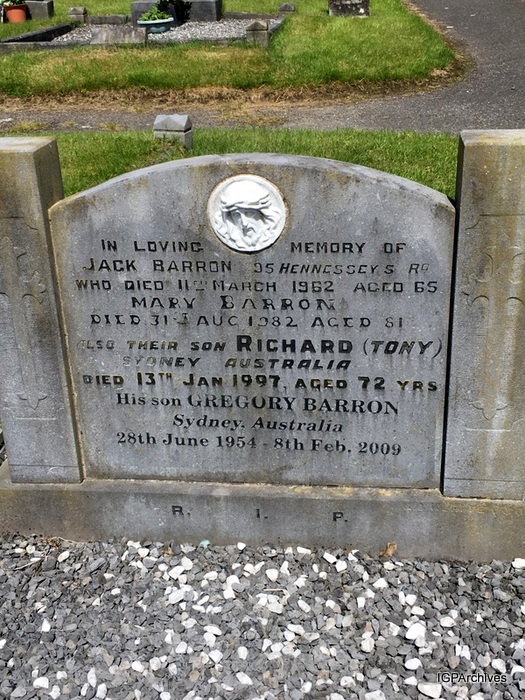 IN LOVING MEMORY OF
JACK BARRON 95 HENNESSEY'S RD
WHO DIED 11TH MARCH 1962 AGED 65
MARY BARRON
DIED 31ST AUG 1982 AGED 81
ALSO THEIR SON RICHARD (TONY)
SYDNEY AUSTRALIA
DIED 13TH JAN 1997, AGED 72 YRS
His son GREGORY BARRON
Sydney, Australia
28th June 1954 - 8th Feb. 2009
R. I. P.
IGPArchives